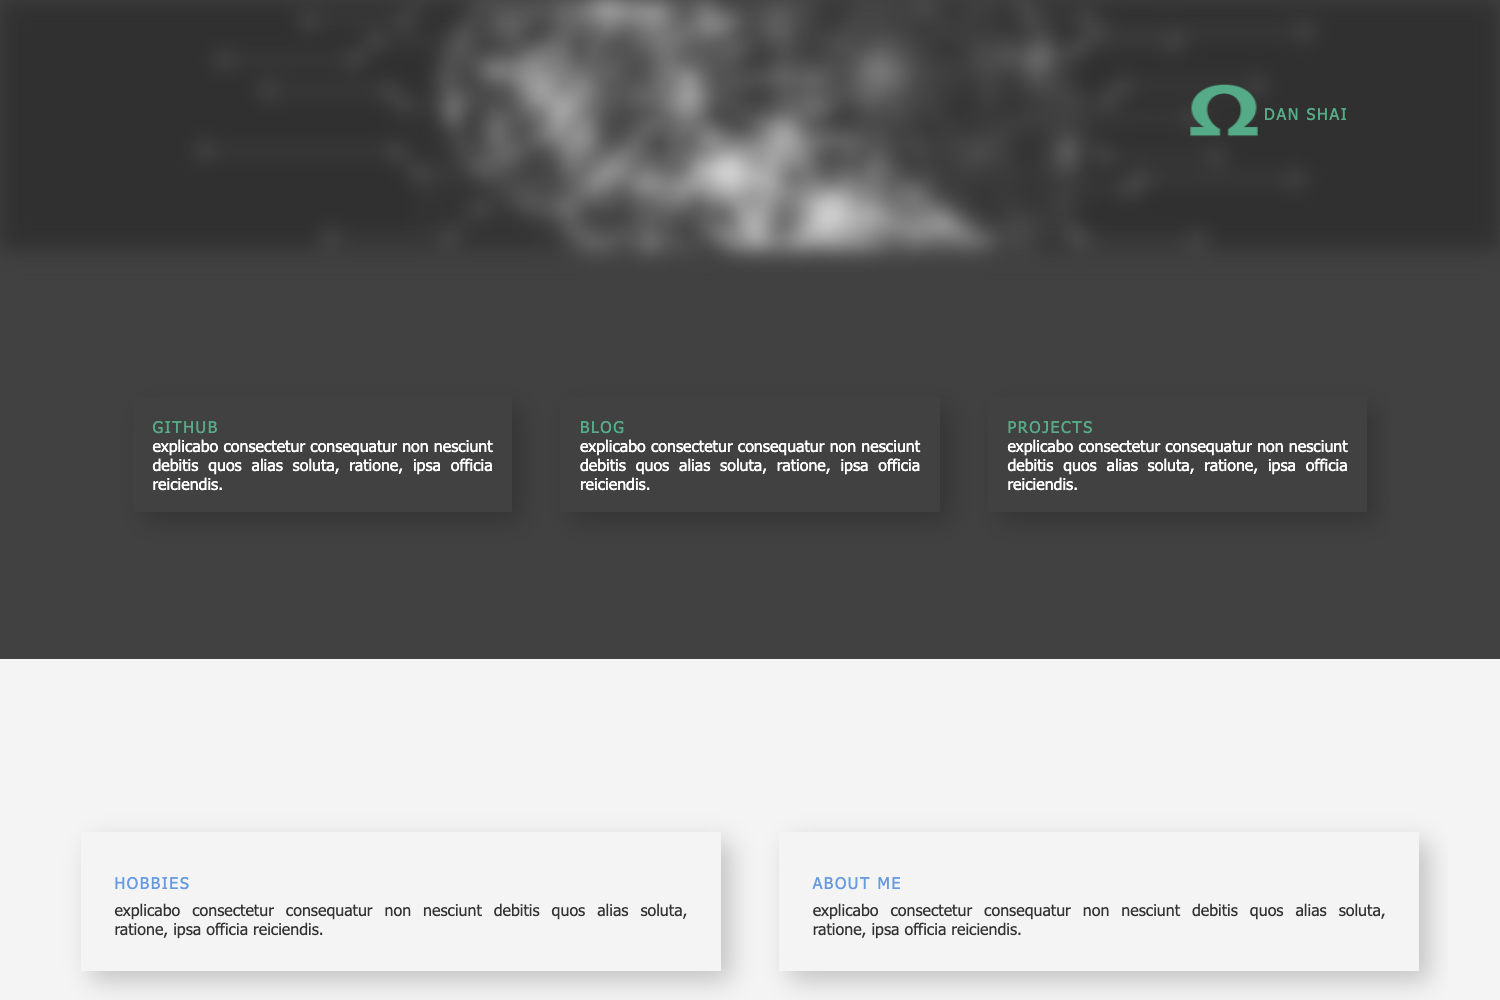 Ω DAN SHAI
GITHUB
explicabo consectetur consequatur non nesciunt
debitis quos alias soluta, ratione, ipsa officia
reiciendis.
BLOG
explicabo consectetur consequatur non nesciunt
debitis quos alias soluta, ratione, ipsa officia
reiciendis.
PROJECTS
explicabo consectetur consequatur non nesciunt
debitis quos alias soluta, ratione, ipsa officia
reiciendis.
HOBBIES
explicabo consectetur consequatur non nesciunt debitis quos alias soluta,
ratione, ipsa officia reiciendis.
ABOUT ME
explicabo consectetur consequatur non nesciunt debitis quos alias soluta,
ratione, ipsa officia reiciendis.